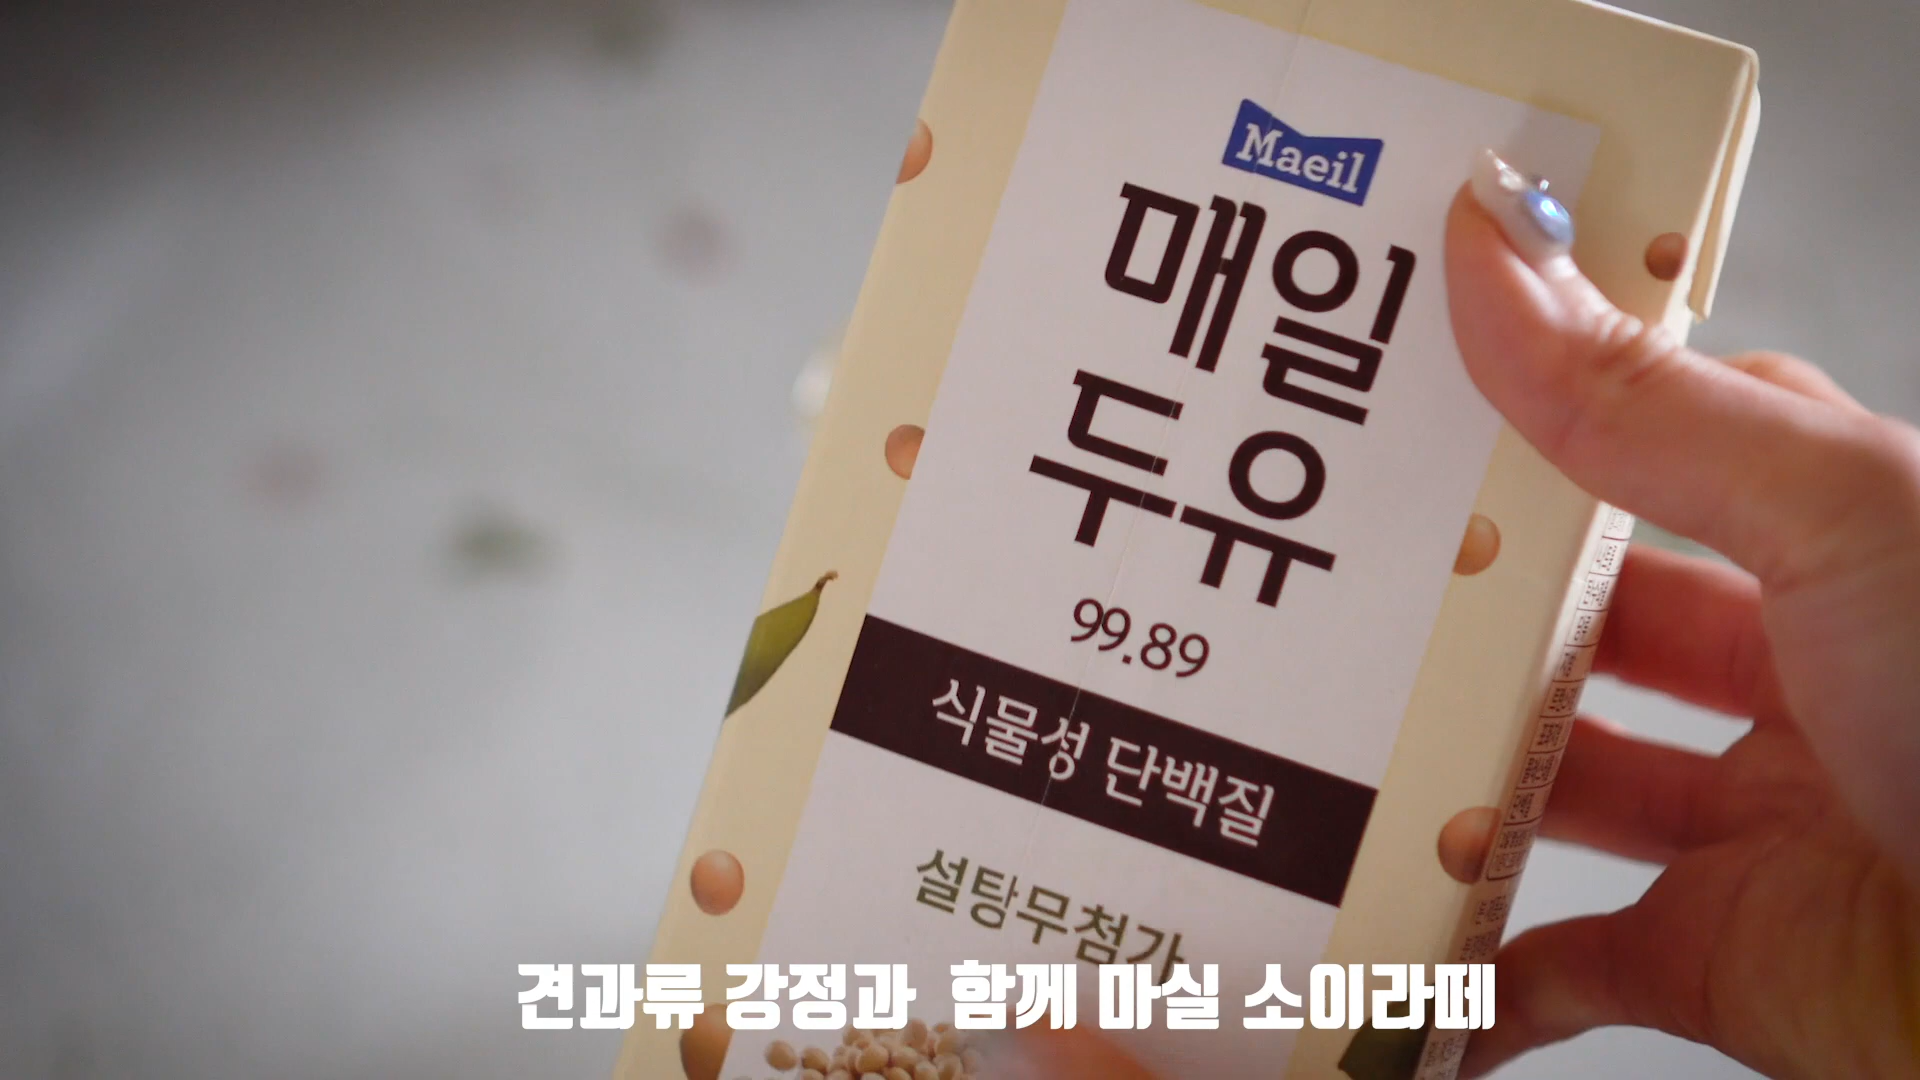 Maeil
매일
두유
99.89
식물성 단백질
설탕무첨가
견과류 강정과 함께 마실 소이라떼